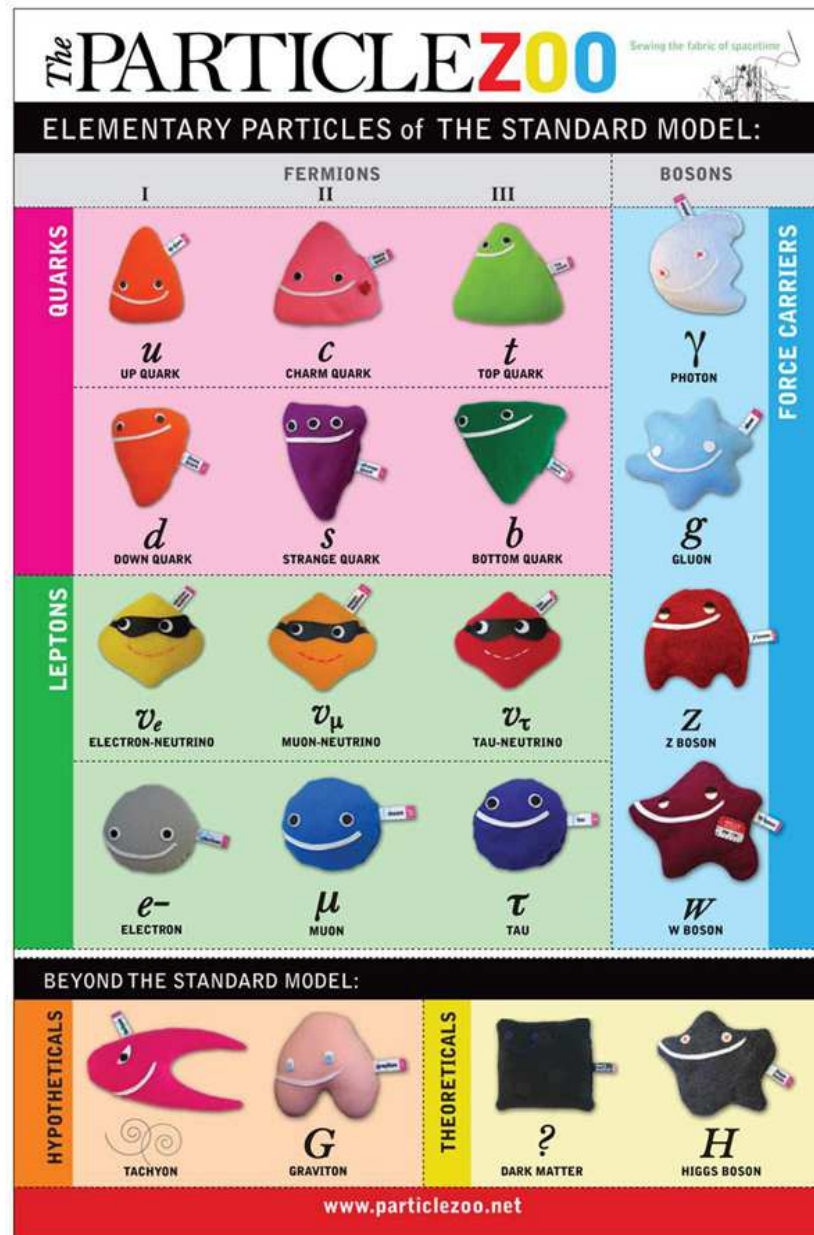 The PARTICLE ZOO
Sewing the fabric of spacetime
ELEMENTARY PARTICLES of THE STANDARD MODEL:
FERMIONS
BOSONS
I II III
QUARKS
FORCE CARRIERS
u
UP QUARK
c
CHARM QUARK
t
TOP QUARK
γ
PHOTON
d
DOWN QUARK
s
STRANGE QUARK
b
BOTTOM QUARK
g
GLUON
LEPTONS
νe
ELECTRON-NEUTRINO
νμ
MUON-NEUTRINO
ντ
TAU-NEUTRINO
Z
Z BOSON
e-
ELECTRON
μ
MUON
τ
TAU
W
W BOSON
BEYOND THE STANDARD MODEL:
HYPOTHETICALS
TACHYON
G
GRAVITON
THEORETICALS
?
DARK MATTER
H
HIGGS BOSON
www.particlezoo.net